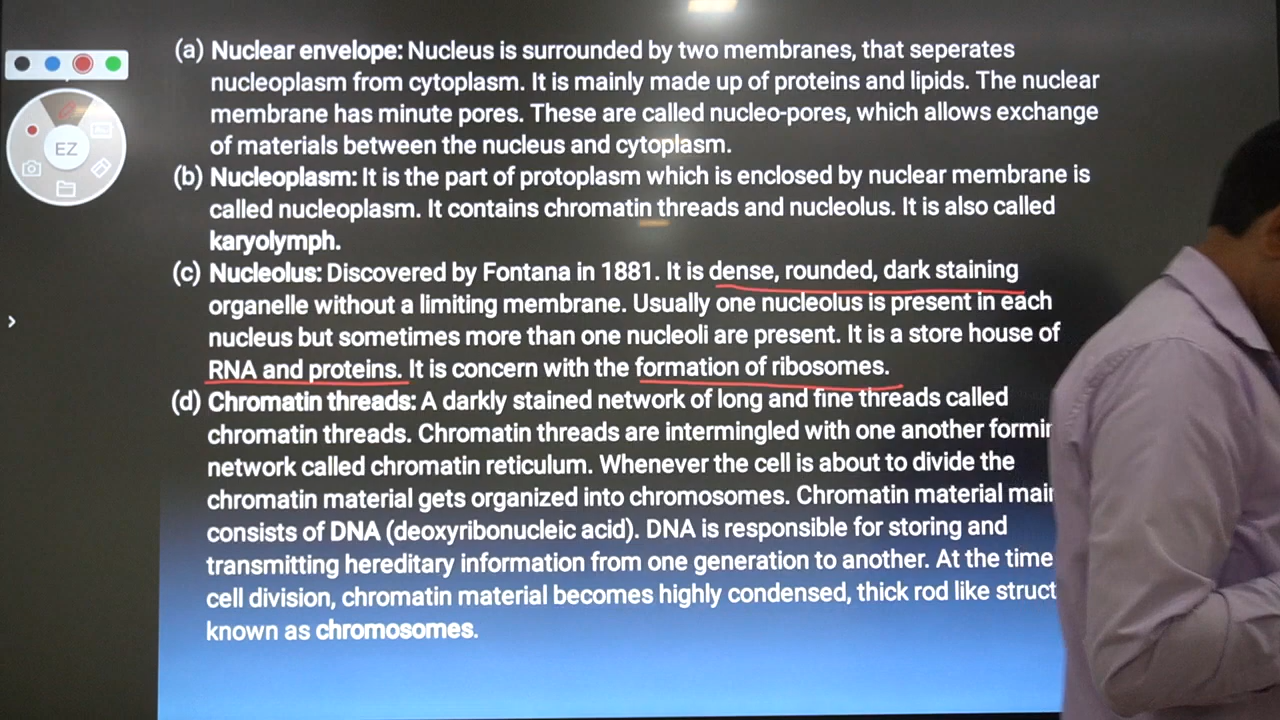 EZ
(a) Nuclear envelope: Nucleus is surrounded by two membranes, that seperates
nucleoplasm from cytoplasm. It is mainly made up of proteins and lipids. The nuclear
membrane has minute pores. These are called nucleo-pores, which allows exchange
of materials between the nucleus and cytoplasm.
(b) Nucleoplasm: It is the part of protoplasm which is enclosed by nuclear membrane is
called nucleoplasm. It contains chromatin threads and nucleolus. It is also called
karyolymph.
(c) Nucleolus: Discovered by Fontana in 1881. It is dense, rounded, dark staining
organelle without a limiting membrane. Usually one nucleolus is present in each
nucleus but sometimes more than one nucleoli are present. It is a store house of
RNA and proteins. It is concern with the formation of ribosomes.
(d) Chromatin threads: A darkly stained network of long and fine threads called
chromatin threads. Chromatin threads are intermingled with one another
network called chromatin reticulum. Whenever the cell is about to divide the
chromatin material gets organized into chromosomes. Chromatin material
consists of DNA (deoxyribonucleic acid). DNA is responsible for storing and
transmitting hereditary information from one generation to another. At the time
cell division, chromatin material becomes highly condensed, thick rod like
known as chromosomes.